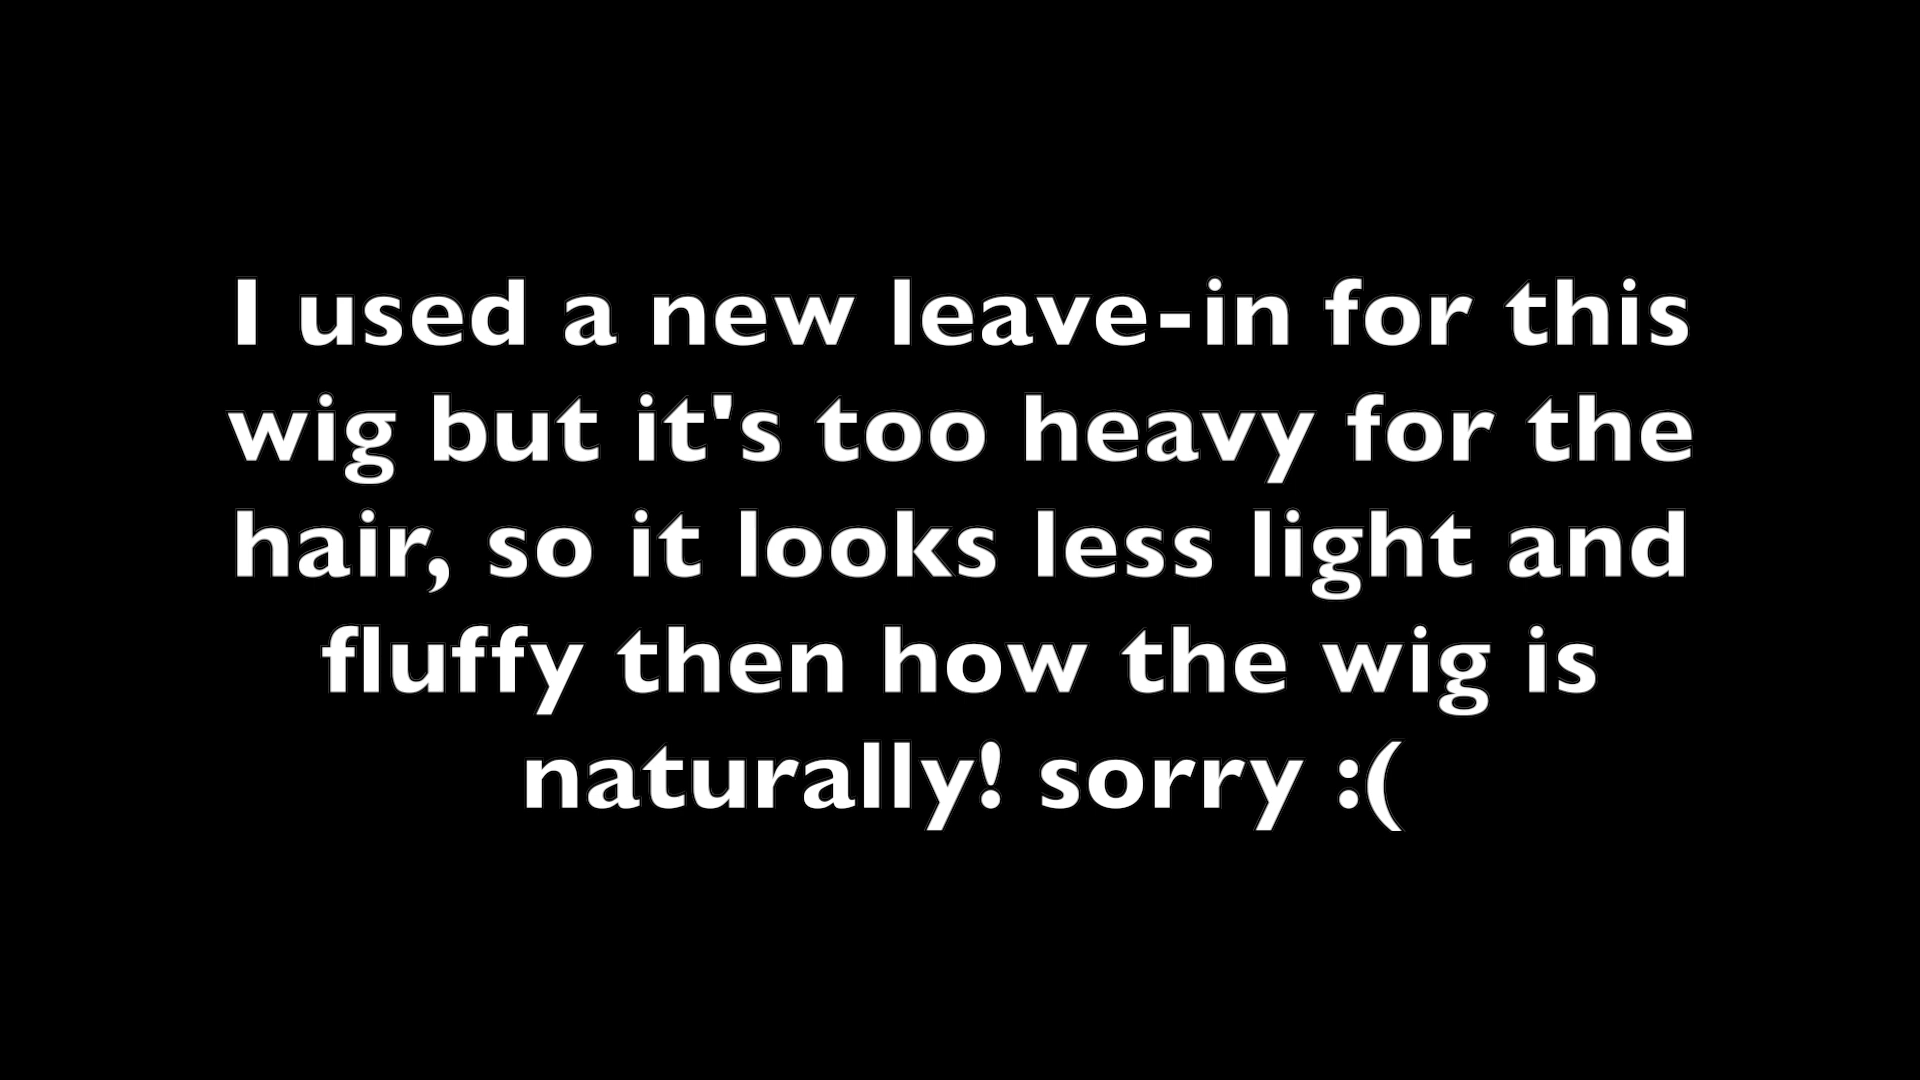 I used a new leave-in for this
wig but it's too heavy for the
hair, so it looks less light and
fluffy then how the wig is
naturally! sorry :(